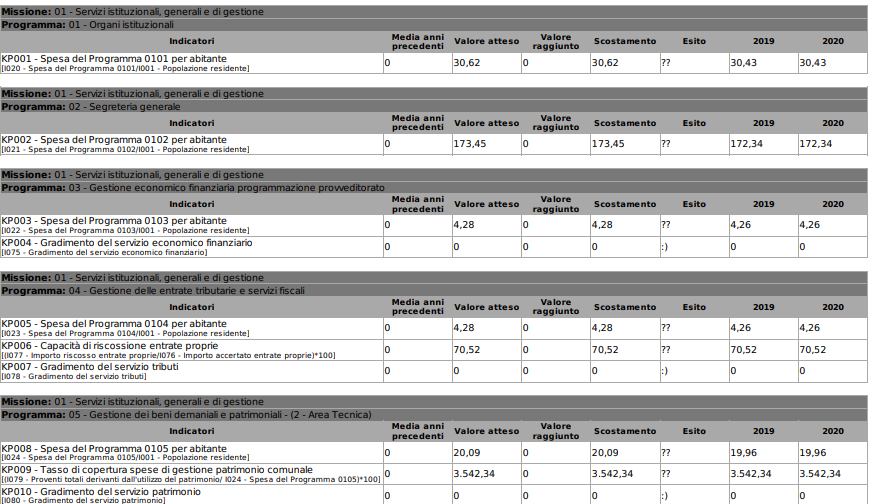 Missione: 01 - Servizi istituzionali, generali e di gestione
Programma: 01 - Organi istituzionali
Indicatori Media anni precedenti Valore atteso Valore raggiunto Scostamento Esito 2019 2020
KP001 - Spesa del Programma 0101 per abitante 0 30,62 0 30,62 ?? 30,43 30,43
[I020 - Spesa del Programma 0101/I001 - Popolazione residente]
Missione: 01 - Servizi istituzionali, generali e di gestione
Programma: 02 - Segreteria generale
Indicatori Media anni precedenti Valore atteso Valore raggiunto Scostamento Esito 2019 2020
KP002 - Spesa del Programma 0102 per abitante 0 173,45 0 173,45 ?? 172,34 172,34
[I021 - Spesa del Programma 0102/I001 - Popolazione residente]
Missione: 01 - Servizi istituzionali, generali e di gestione
Programma: 03 - Gestione economico finanziaria programmazione provveditorato
Indicatori Media anni precedenti Valore atteso Valore raggiunto Scostamento Esito 2019 2020
KP003 - Spesa del Programma 0103 per abitante 0 4,28 0 4,28 ?? 4,26 4,26
[I022 - Spesa del Programma 0103/I001 - Popolazione residente]
KP004 - Gradimento del servizio economico finanziario 0 0 0 0 :) 0 0
[I075 - Gradimento del servizio economico finanziario]
Missione: 01 - Servizi istituzionali, generali e di gestione
Programma: 04 - Gestione delle entrate tributarie e servizi fiscali
Indicatori Media anni precedenti Valore atteso Valore raggiunto Scostamento Esito 2019 2020
KP005 - Spesa del Programma 0104 per abitante 0 4,28 0 4,28 ?? 4,26 4,26
[I023 - Spesa del Programma 0104/I001 - Popolazione residente]
KP006 - Capacità di riscossione entrate proprie 0 70,52 0 70,52 ?? 70,52 70,52
[(I077 - Importo riscosso entrate proprie/I076 - Importo accertato entrate proprie)*100]
KP007 - Gradimento del servizio tributi 0 0 0 0 :) 0 0
[I078 - Gradimento del servizio tributi]
Missione: 01 - Servizi istituzionali, generali e di gestione
Programma: 05 - Gestione dei beni demaniali e patrimoniali - (2 - Area Tecnica)
Indicatori Media anni precedenti Valore atteso Valore raggiunto Scostamento Esito 2019 2020
KP008 - Spesa del Programma 0105 per abitante 0 20,09 0 20,09 ?? 19,96 19,96
[I024 - Spesa del Programma 0105/I001 - Popolazione residente]
KP009 - Tasso di copertura spese di gestione patrimonio comunale 0 3.542,34 0 3.542,34 ?? 3.542,34 3.542,34
[(I079 - Proventi totali derivanti dall'utilizzo del patrimonio/ I024 - Spesa del Programma 0105)*100]
KP010 - Gradimento del servizio patrimonio 0 0 0 0 :) 0 0
[I080 - Gradimento del servizio patrimonio]